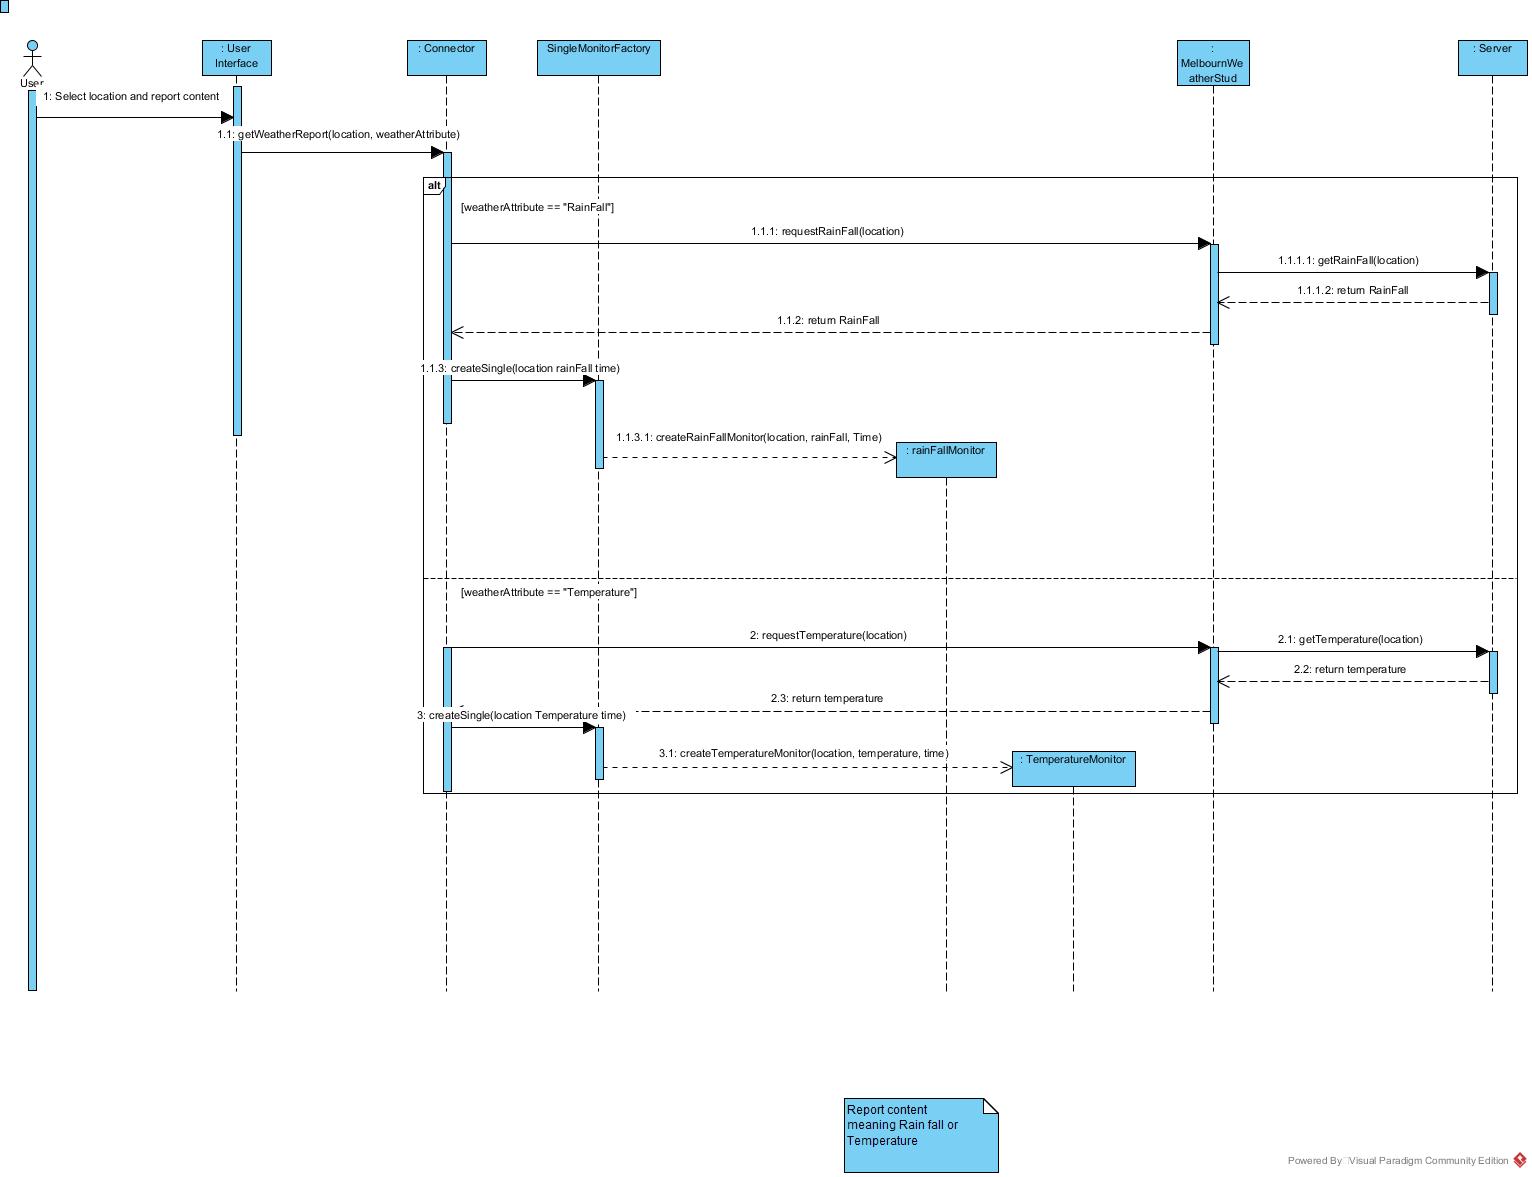 : User
Interface
: Connector
SingleMonitorFactory
:
MelbournWe
atherStud
: Server
User
1: Select location and report content
1.1: getWeatherReport(location, weatherAttribute)
alt
[weatherAttribute == "RainFall"]
1.1.1: requestRainFall(location)
1.1.1.1: getRainFall(location)
1.1.1.2: return RainFall
1.1.2: return RainFall
1.1.3: createSingle(location rainFall time)
1.1.3.1: createRainFallMonitor(location, rainFall, Time)
: rainFallMonitor
[weatherAttribute == "Temperature"]
2: requestTemperature(location)
2.1: getTemperature(location)
2.2: return temperature
2.3: return temperature
3: createSingle(location Temperature time)
3.1: createTemperatureMonitor(location, temperature, time)
: TemperatureMonitor
Report content
meaning Rain fall or
Temperature
Powered By Visual Paradigm Community Edition